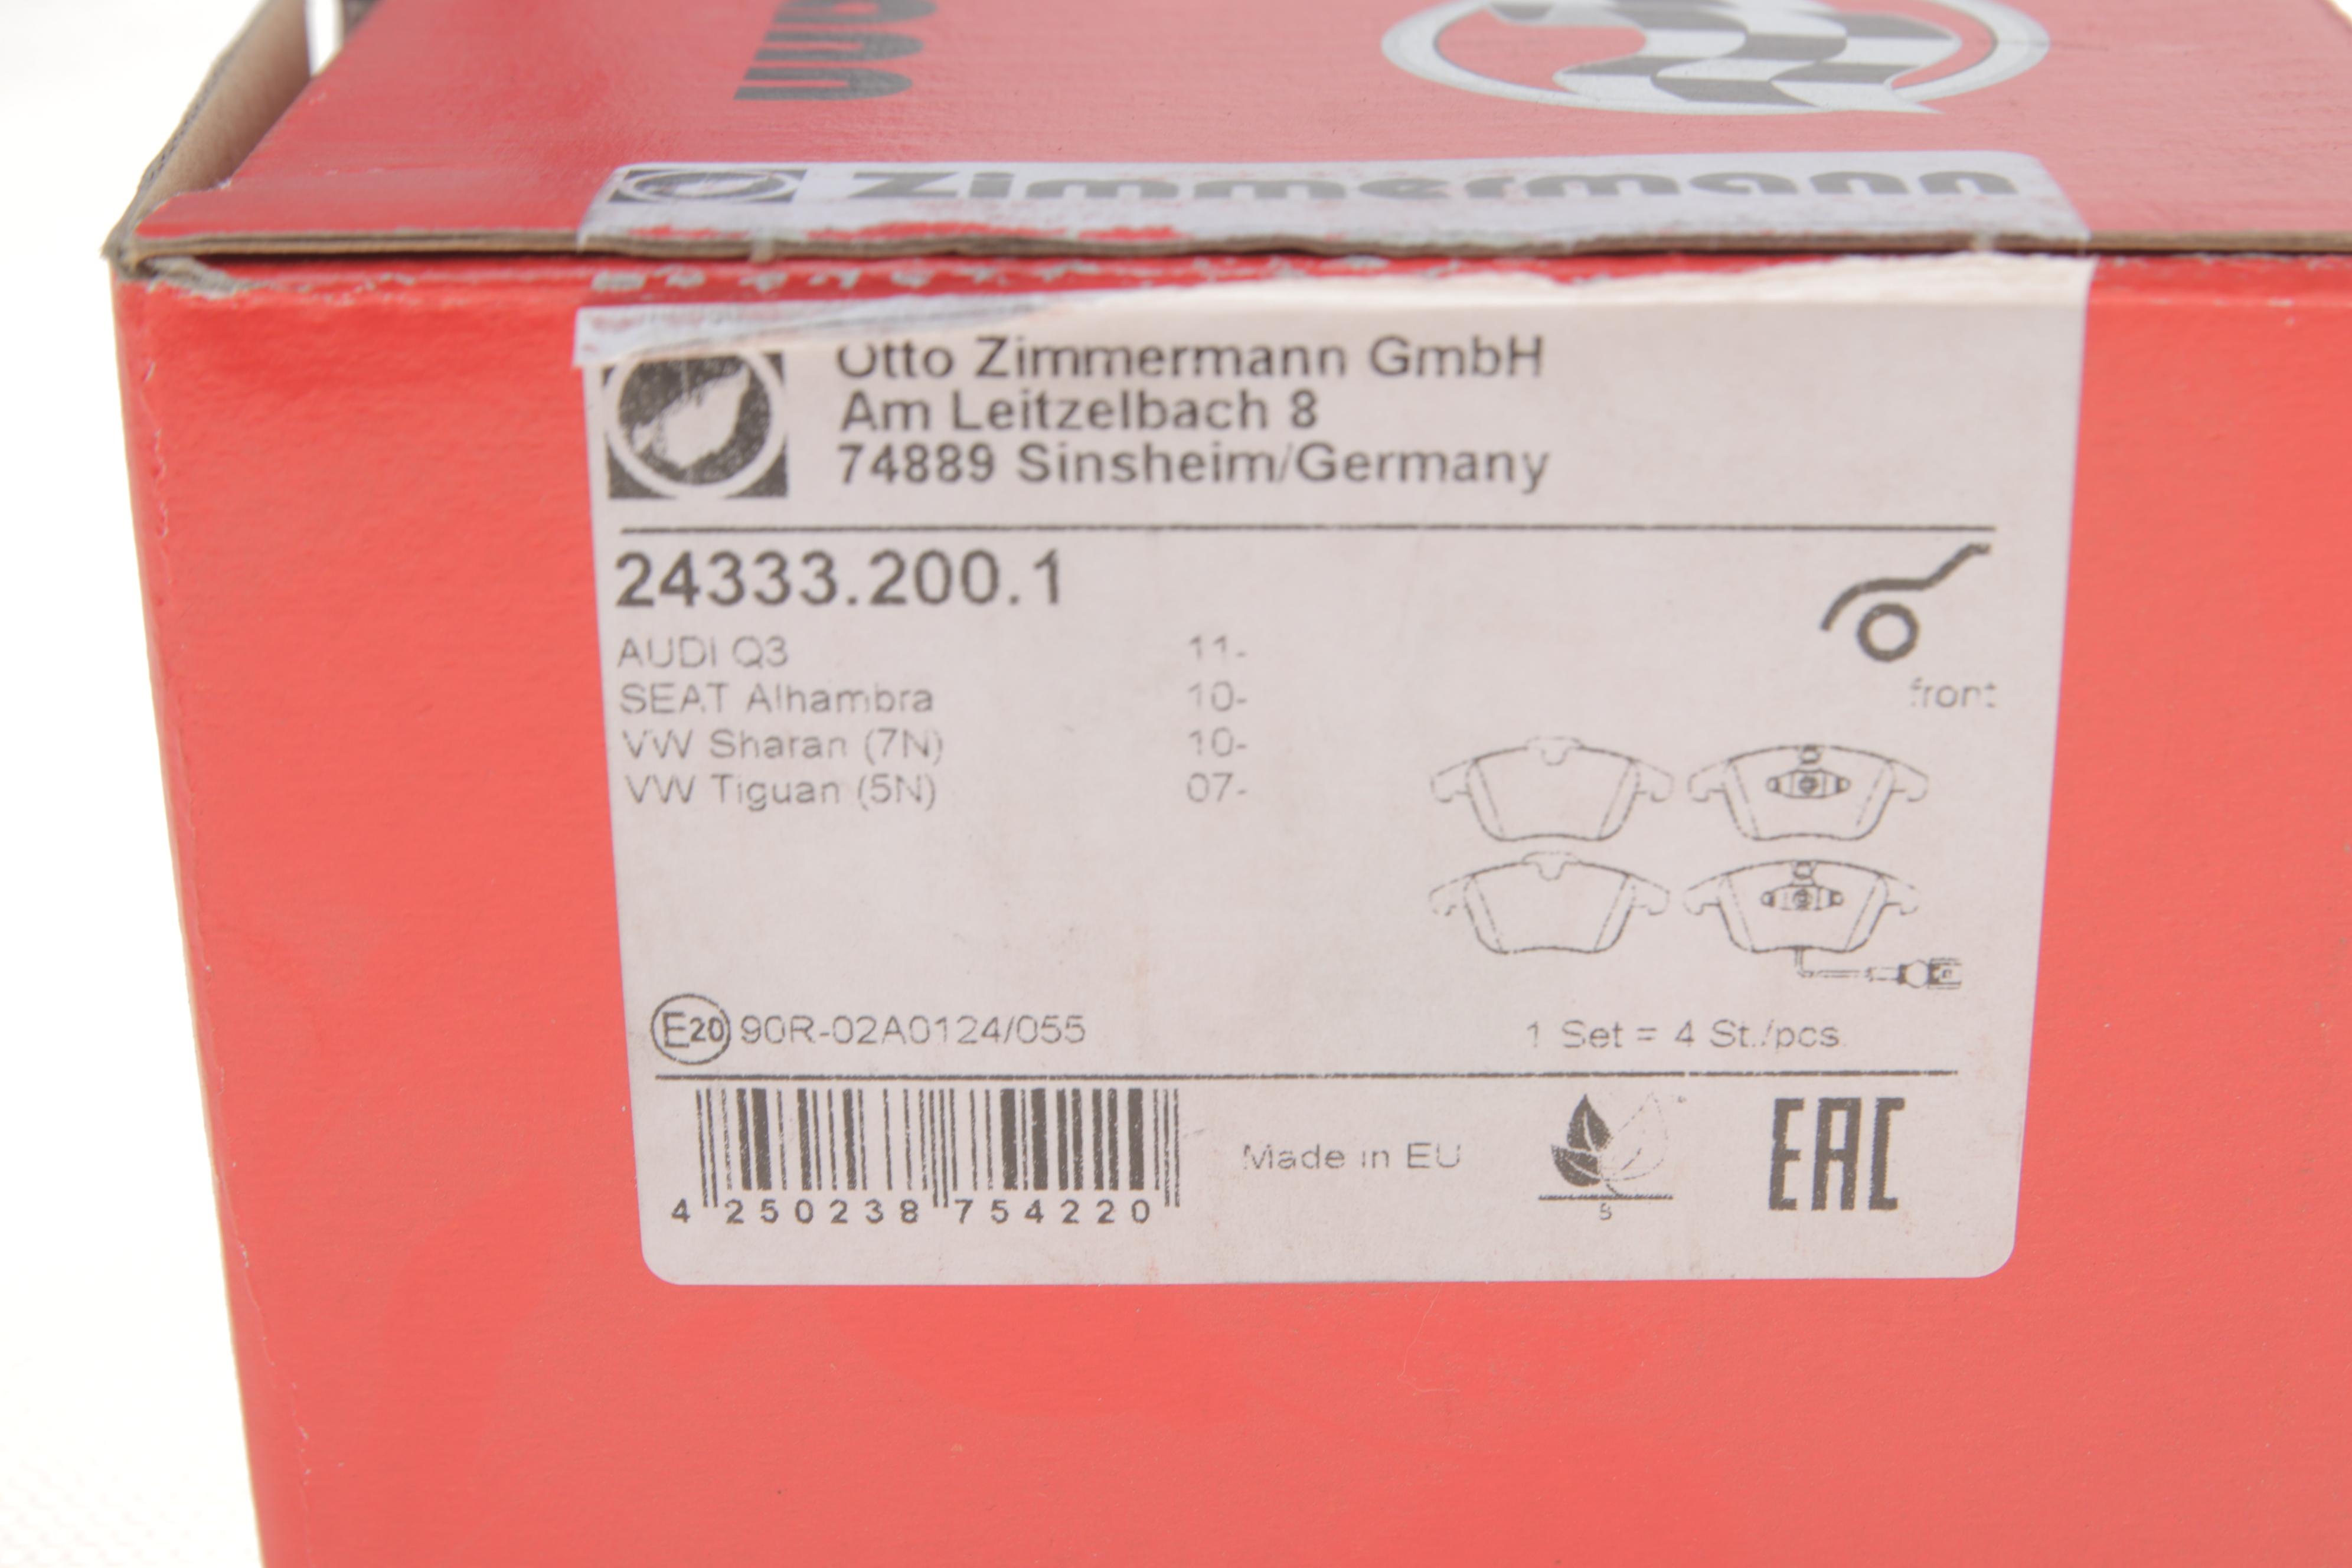 Zimmermann
Otto Zimmermann GmbH
Am Leitzelbach 8
74889 Sinsheim/Germany
24333.200.1
AUDI Q3 11-
SEAT Alhambra 10-
VW Sharan (7N) 10-
VW Tiguan (5N) 07-
front
E20 90R-02A0124/055
1 Set = 4 St./pcs.
4 250238 754220
Made in EU
EAC